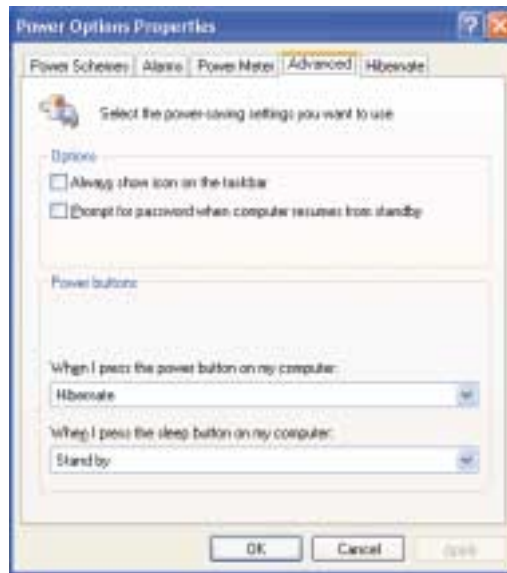 Power Options Properties
Power Schemes Alarms Power Meter Advanced Hibernate
Select the power-saving settings you want to use.
Options
Always show icon on the taskbar
Prompt for password when computer resumes from standby
Power buttons
When I press the power button on my computer:
Hibernate
When I press the sleep button on my computer:
Stand by
OK Cancel Apply